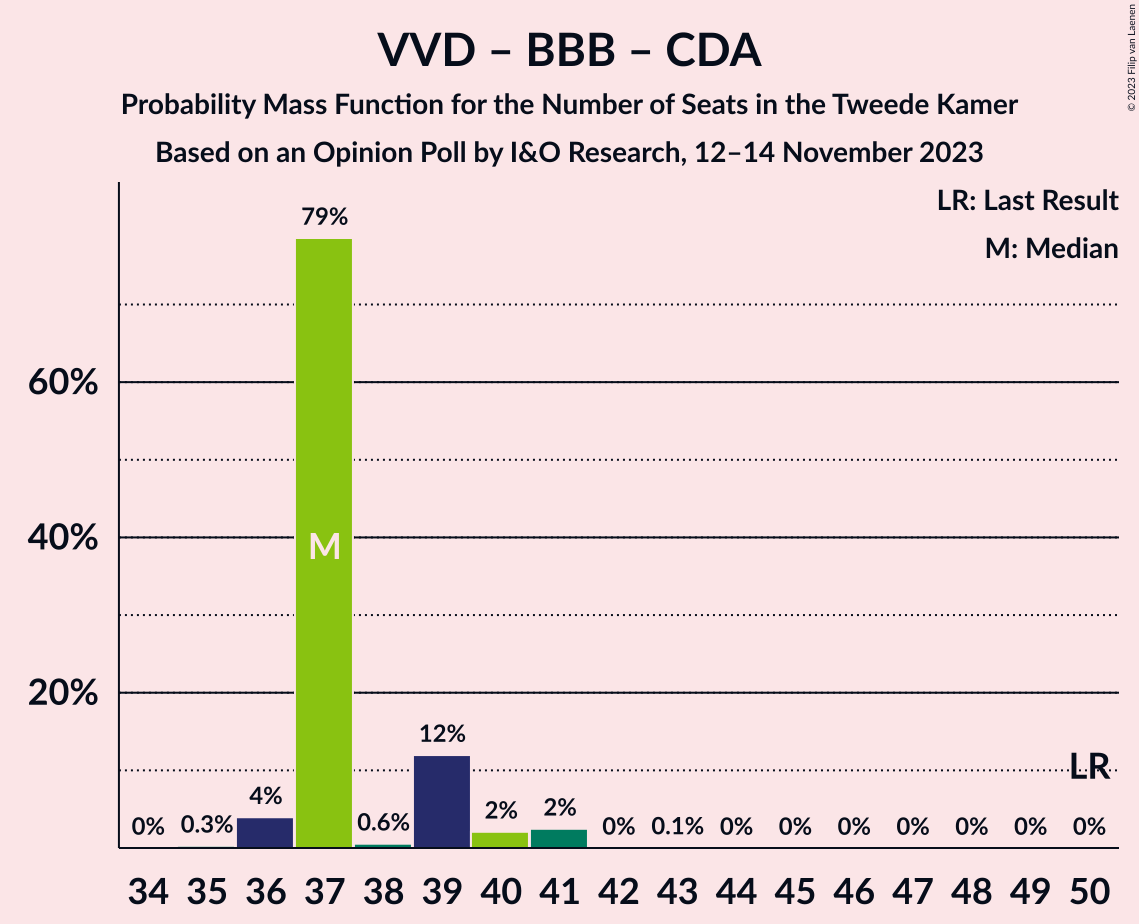 VVD – BBB – CDA
Probability Mass Function for the Number of Seats in the Tweede Kamer
Based on an Opinion Poll by I&O Research, 12–14 November 2023
© 2023 Filip van Laenen
LR: Last Result
M: Median
79%
60%
M
40%
20%
12%
LR
4%
2%
2%
0%
0.3%
0.6%
0%
0.1%
0%
0%
0%
0%
0%
0%
0%
34 35 36 37 38 39 40 41 42 43 44 45 46 47 48 49 50